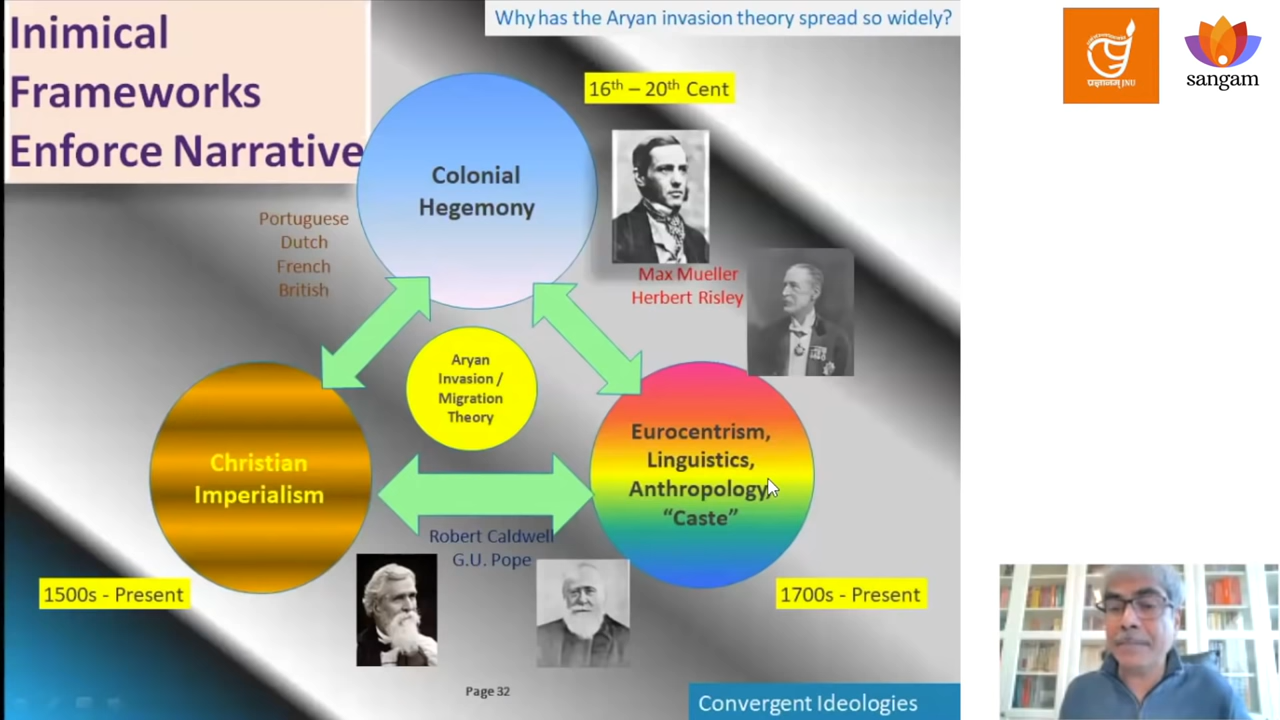 Why has the Aryan invasion theory spread so widely?
Inimical
Frameworks
Enforce Narrative
16th – 20th Cent
Colonial
Hegemony
Portuguese
Dutch
French
British
Max Mueller
Herbert Risley
Aryan
Invasion /
Migration
Theory
Christian
Imperialism
Eurocentrism,
Linguistics,
Anthropology,
“Caste”
Robert Caldwell
G.U. Pope
1500s - Present
1700s - Present
Page 32
Convergent Ideologies
JNU
sangam